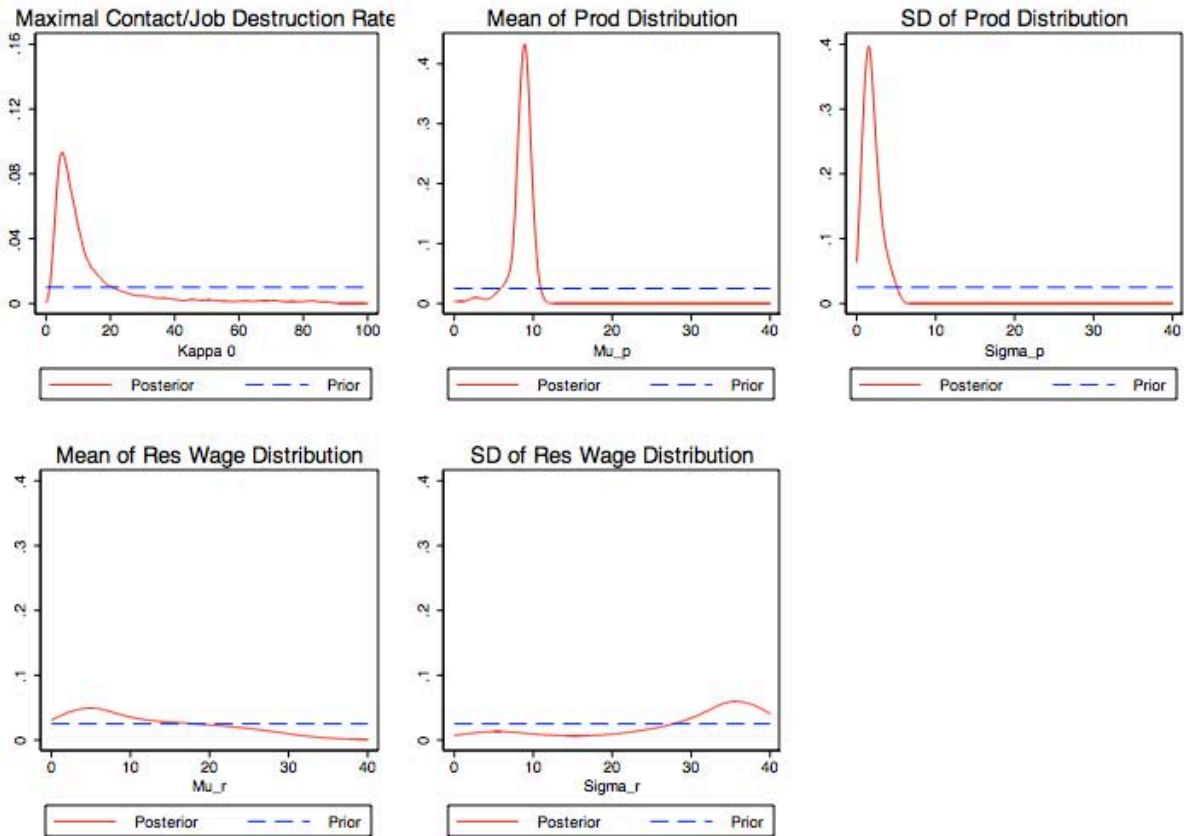 Maximal Contact/Job Destruction Rate
.16
.12
.08
.04
0
0 20 40 60 80 100
Kappa 0
Posterior Prior
Mean of Prod Distribution
.4
.3
.2
.1
0
0 10 20 30 40
Mu_p
Posterior Prior
SD of Prod Distribution
.4
.3
.2
.1
0
0 10 20 30 40
Sigma_p
Posterior Prior
Mean of Res Wage Distribution
.4
.3
.2
.1
0
0 10 20 30 40
Mu_r
Posterior Prior
SD of Res Wage Distribution
.4
.3
.2
.1
0
0 10 20 30 40
Sigma_r
Posterior Prior